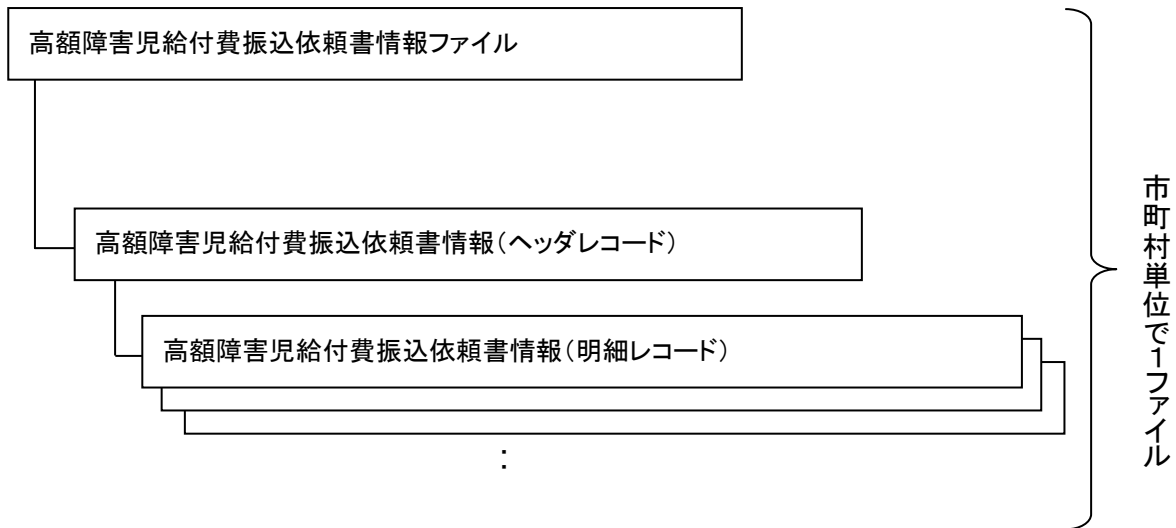 高額障害児給付費振込依頼書情報ファイル
高額障害児給付費振込依頼書情報(ヘッダレコード)
高額障害児給付費振込依頼書情報(明細レコード)
:
市町村単位で1ファイル